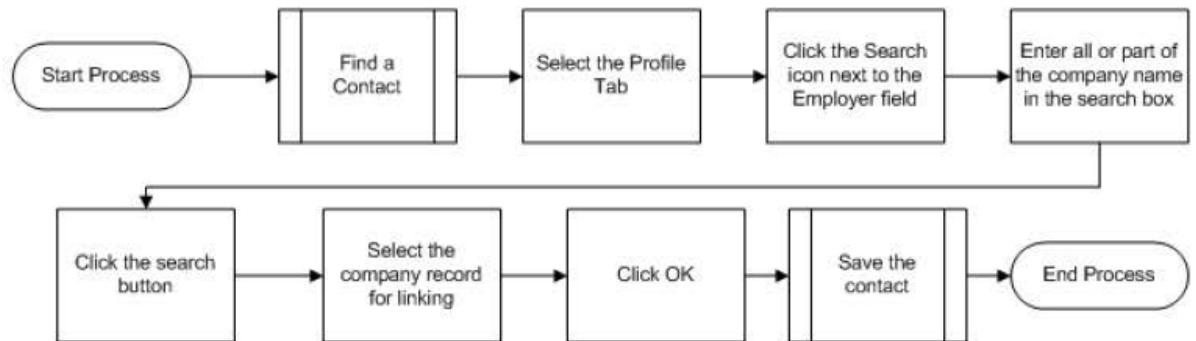 Start Process
Find a
Contact
Select the Profile
Tab
Click the Search
icon next to the
Employer field
Enter all or part of
the company name
in the search box
Click the search
button
Select the
company record
for linking
Click OK
Save the
contact
End Process